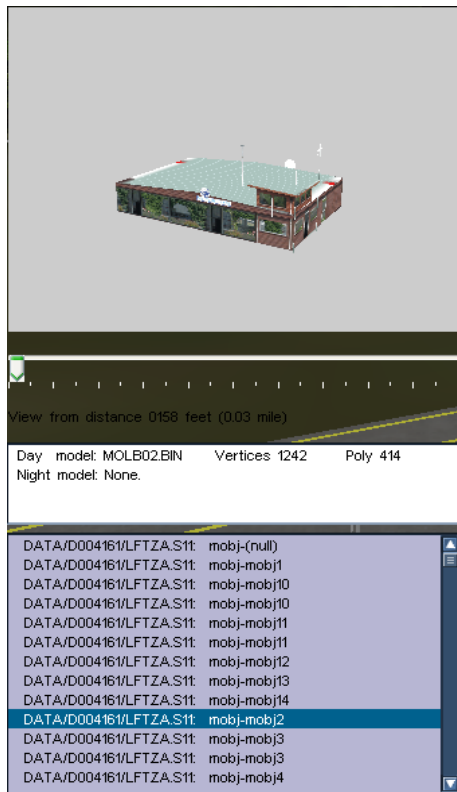 View from distance 0158 feet (0.03 mile)
Day model: MOLB02.BIN Vertices 1242 Poly 414
Night model: None.
DATA/D004161/LFTZA.S11: mobj-(null)
DATA/D004161/LFTZA.S11: mobj-mobj1
DATA/D004161/LFTZA.S11: mobj-mobj10
DATA/D004161/LFTZA.S11: mobj-mobj10
DATA/D004161/LFTZA.S11: mobj-mobj11
DATA/D004161/LFTZA.S11: mobj-mobj11
DATA/D004161/LFTZA.S11: mobj-mobj12
DATA/D004161/LFTZA.S11: mobj-mobj13
DATA/D004161/LFTZA.S11: mobj-mobj14
DATA/D004161/LFTZA.S11: mobj-mobj2
DATA/D004161/LFTZA.S11: mobj-mobj3
DATA/D004161/LFTZA.S11: mobj-mobj3
DATA/D004161/LFTZA.S11: mobj-mobj4